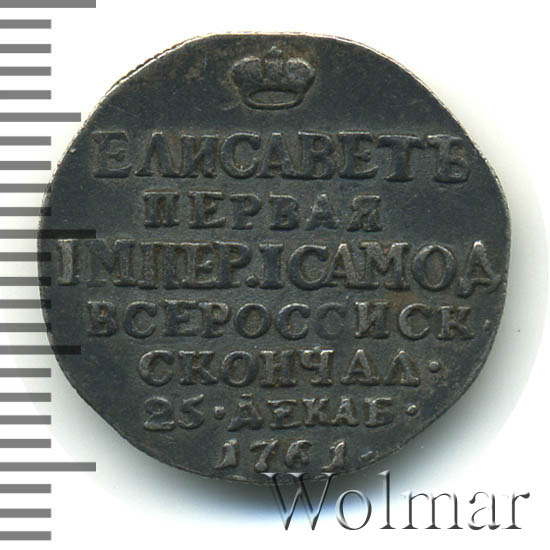 ЕЛИСАВЕТЪ
ПЕРВАЯ
IМПЕР.IСАМОД
ВСЕРОССИСК
СКОНЧАЛ·
25·ДЕКАБ·
1761·
Wolmar